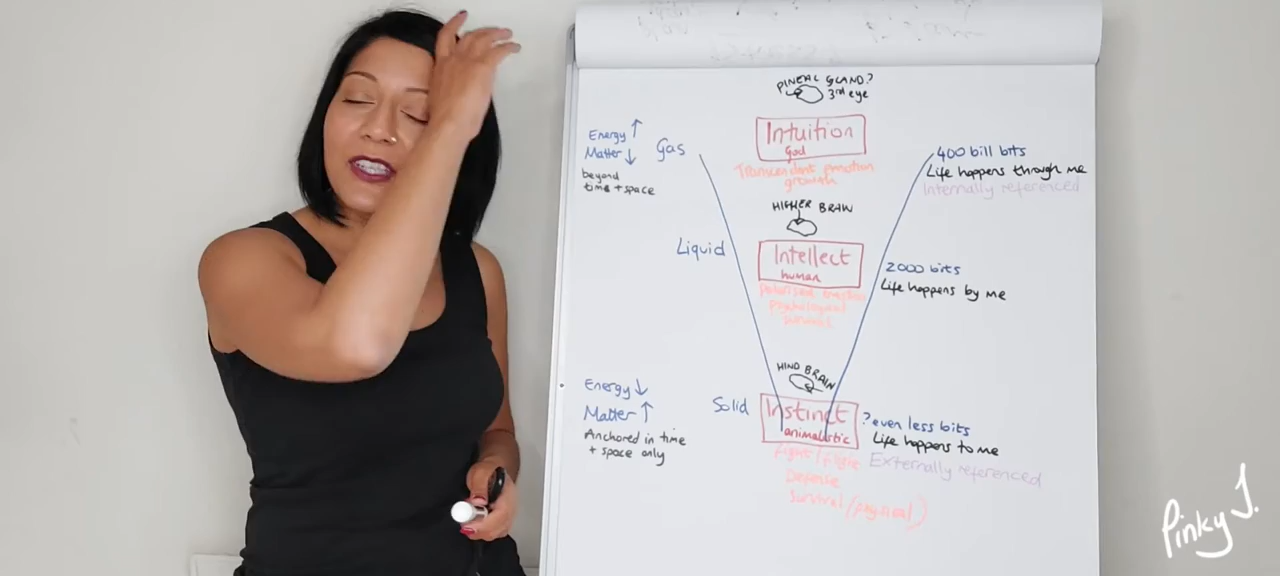 PINEAL GLAND?
3rd eye
Energy ↑
Matter ↓
Gas
beyond
time + space
Intuition
God
Transcendent
growth
400 bill bits
Life happens through me
Internally referenced
HIGHER BRAIN
Liquid
Intellect
human
Polarised
psychological
survival
2000 bits
Life happens by me
HIND BRAIN
Energy ↓
Matter ↑
Anchored in time
+ space only
Solid
Instinct
animalistic
fight/flight
Defense
Survival (physical)
? even less bits
Life happens to me
Externally referenced
Pinky J.